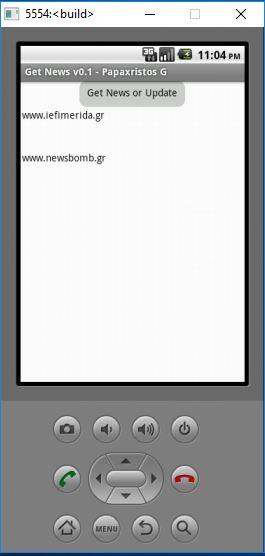 5554:<build>
3G
11:04 PM
Get News v0.1 - Papaxristos G
Get News or Update
www.iefimerida.gr
www.newsbomb.gr
MENU